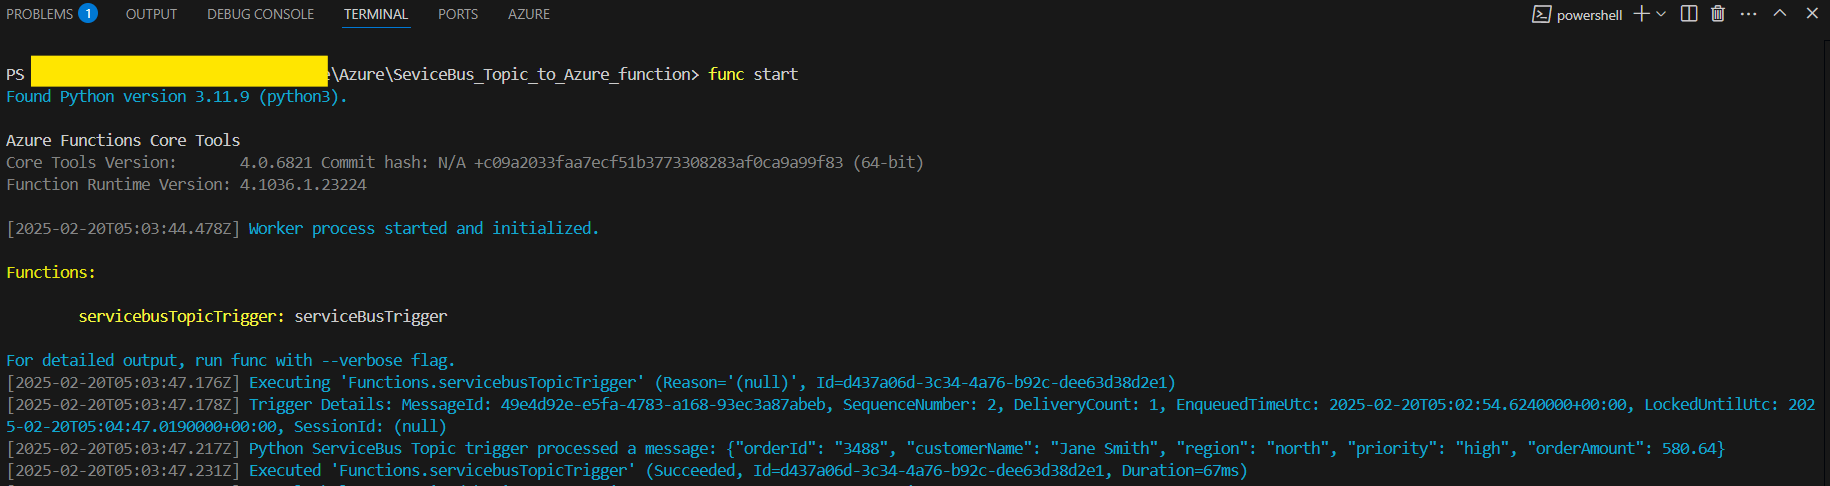 PROBLEMS 1 OUTPUT DEBUG CONSOLE TERMINAL PORTS AZURE powershell
PS \Azure\SeviceBus_Topic_to_Azure_function> func start
Found Python version 3.11.9 (python3).
Azure Functions Core Tools
Core Tools Version:       4.0.6821 Commit hash: N/A +c09a2033faa7ecf51b3773308283af0ca9a99f83 (64-bit)
Function Runtime Version: 4.1036.1.23224
[2025-02-20T05:03:44.478Z] Worker process started and initialized.
Functions:
servicebusTopicTrigger: serviceBusTrigger
For detailed output, run func with --verbose flag.
[2025-02-20T05:03:47.176Z] Executing 'Functions.servicebusTopicTrigger' (Reason='(null)', Id=d437a06d-3c34-4a76-b92c-dee63d38d2e1)
[2025-02-20T05:03:47.178Z] Trigger Details: MessageId: 49e4d92e-e5fa-4783-a168-93ec3a87abeb, SequenceNumber: 2, DeliveryCount: 1, EnqueuedTimeUtc: 2025-02-20T05:02:54.6240000+00:00, LockedUntilUtc: 202
5-02-20T05:04:47.0190000+00:00, SessionId: (null)
[2025-02-20T05:03:47.217Z] Python ServiceBus Topic trigger processed a message: {"orderId": "3488", "customerName": "Jane Smith", "region": "north", "priority": "high", "orderAmount": 580.64}
[2025-02-20T05:03:47.231Z] Executed 'Functions.servicebusTopicTrigger' (Succeeded, Id=d437a06d-3c34-4a76-b92c-dee63d38d2e1, Duration=67ms)